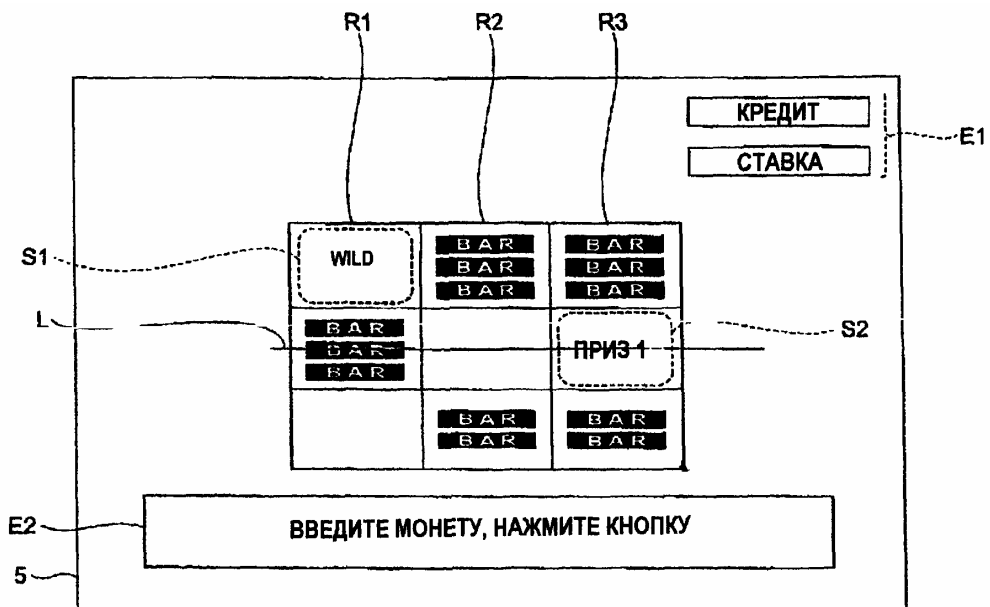 R1 R2 R3
КРЕДИТ
E1
СТАВКА
S1
WILD
BAR BAR
BAR BAR
BAR BAR
L
BAR
BAR
BAR
ПРИЗ 1
S2
BAR BAR
BAR BAR
E2
ВВЕДИТЕ МОНЕТУ, НАЖМИТЕ КНОПКУ
5